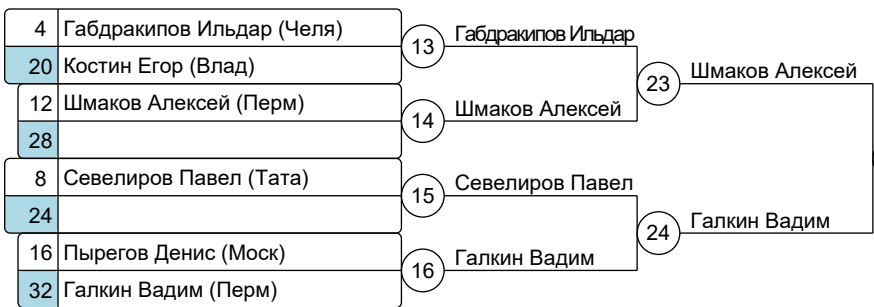 4 Габдракипов Ильдар (Челя)
20 Костин Егор (Влад)
13 Габдракипов Ильдар
12 Шмаков Алексей (Перм)
28
14 Шмаков Алексей
23 Шмаков Алексей
8 Севелиров Павел (Тата)
24
15 Севелиров Павел
16 Пырегов Денис (Моск)
32 Галкин Вадим (Перм)
16 Галкин Вадим
24 Галкин Вадим